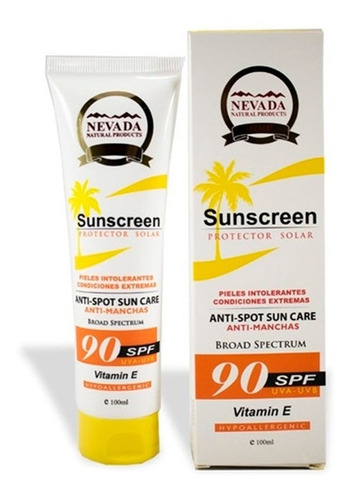 NEVADA
NATURAL PRODUCTS
Sunscreen
PROTECTOR SOLAR
PIELES INTOLERANTES
CONDICIONES EXTREMAS
ANTI-SPOT SUN CARE
ANTI-MANCHAS
BROAD SPECTRUM
90 SPF
UVA-UVB
Vitamin E
HYPOALLERGENIC
e 100ml
NEVADA
NATURAL PRODUCTS
Sunscreen
PROTECTOR SOLAR
PIELES INTOLERANTES
CONDICIONES EXTREMAS
ANTI-SPOT SUN CARE
ANTI-MANCHAS
BROAD SPECTRUM
90 SPF
UVA-UVB
Vitamin E
HYPOALLERGENIC
e 100ml